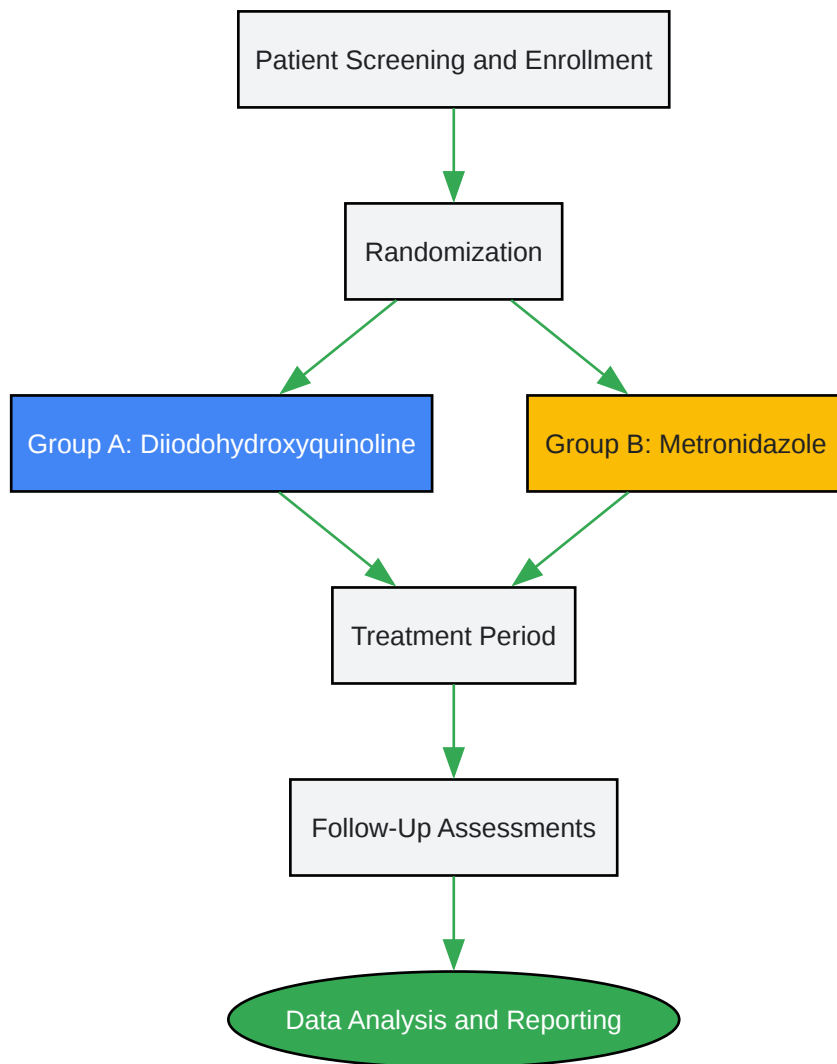 Patient Screening and Enrollment
Randomization
Group A: Diiodohydroxyquinoline
Group B: Metronidazole
Treatment Period
Follow-Up Assessments
Data Analysis and Reporting